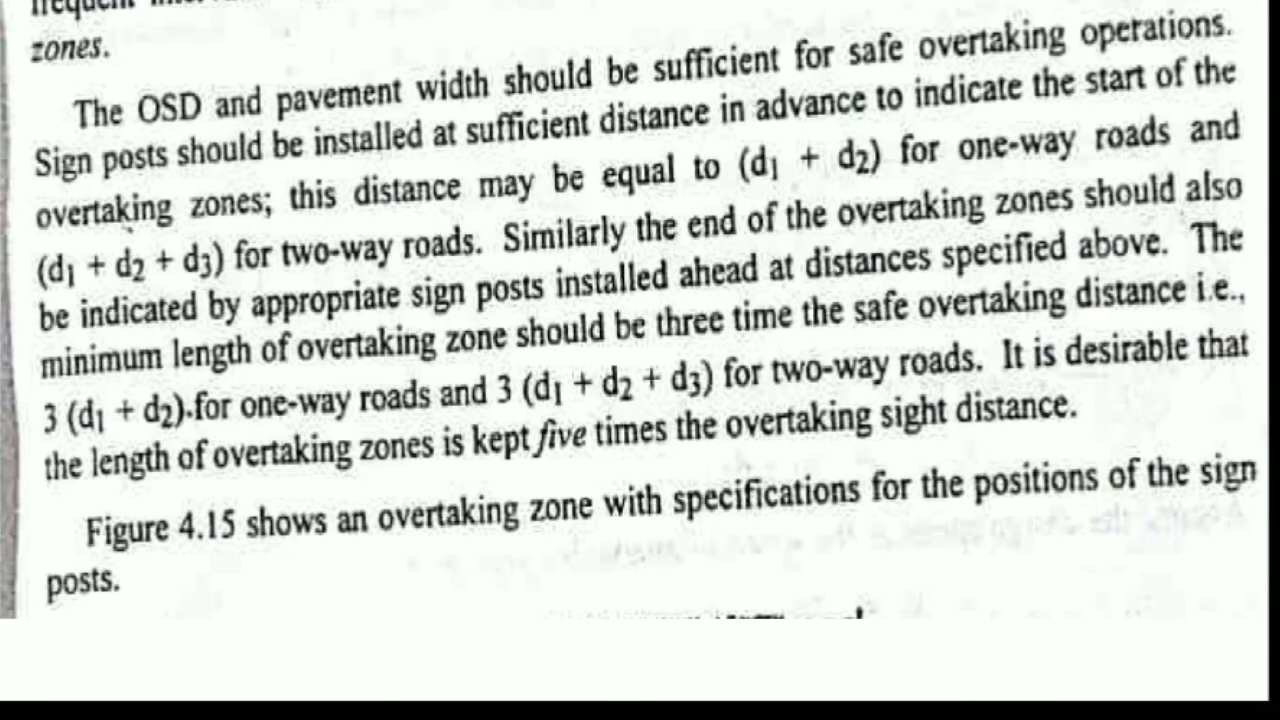 zones.
The OSD and pavement width should be sufficient for safe overtaking operations.
Sign posts should be installed at sufficient distance in advance to indicate the start of the
overtaking zones; this distance may be equal to (d₁ + d₂) for one-way roads and
(d₁ + d₂ + d₃) for two-way roads. Similarly the end of the overtaking zones should also
be indicated by appropriate sign posts installed ahead at distances specified above. The
minimum length of overtaking zone should be three time the safe overtaking distance i.e.,
3 (d₁ + d₂) for one-way roads and 3 (d₁ + d₂ + d₃) for two-way roads. It is desirable that
the length of overtaking zones is kept five times the overtaking sight distance.
Figure 4.15 shows an overtaking zone with specifications for the positions of the sign
posts.